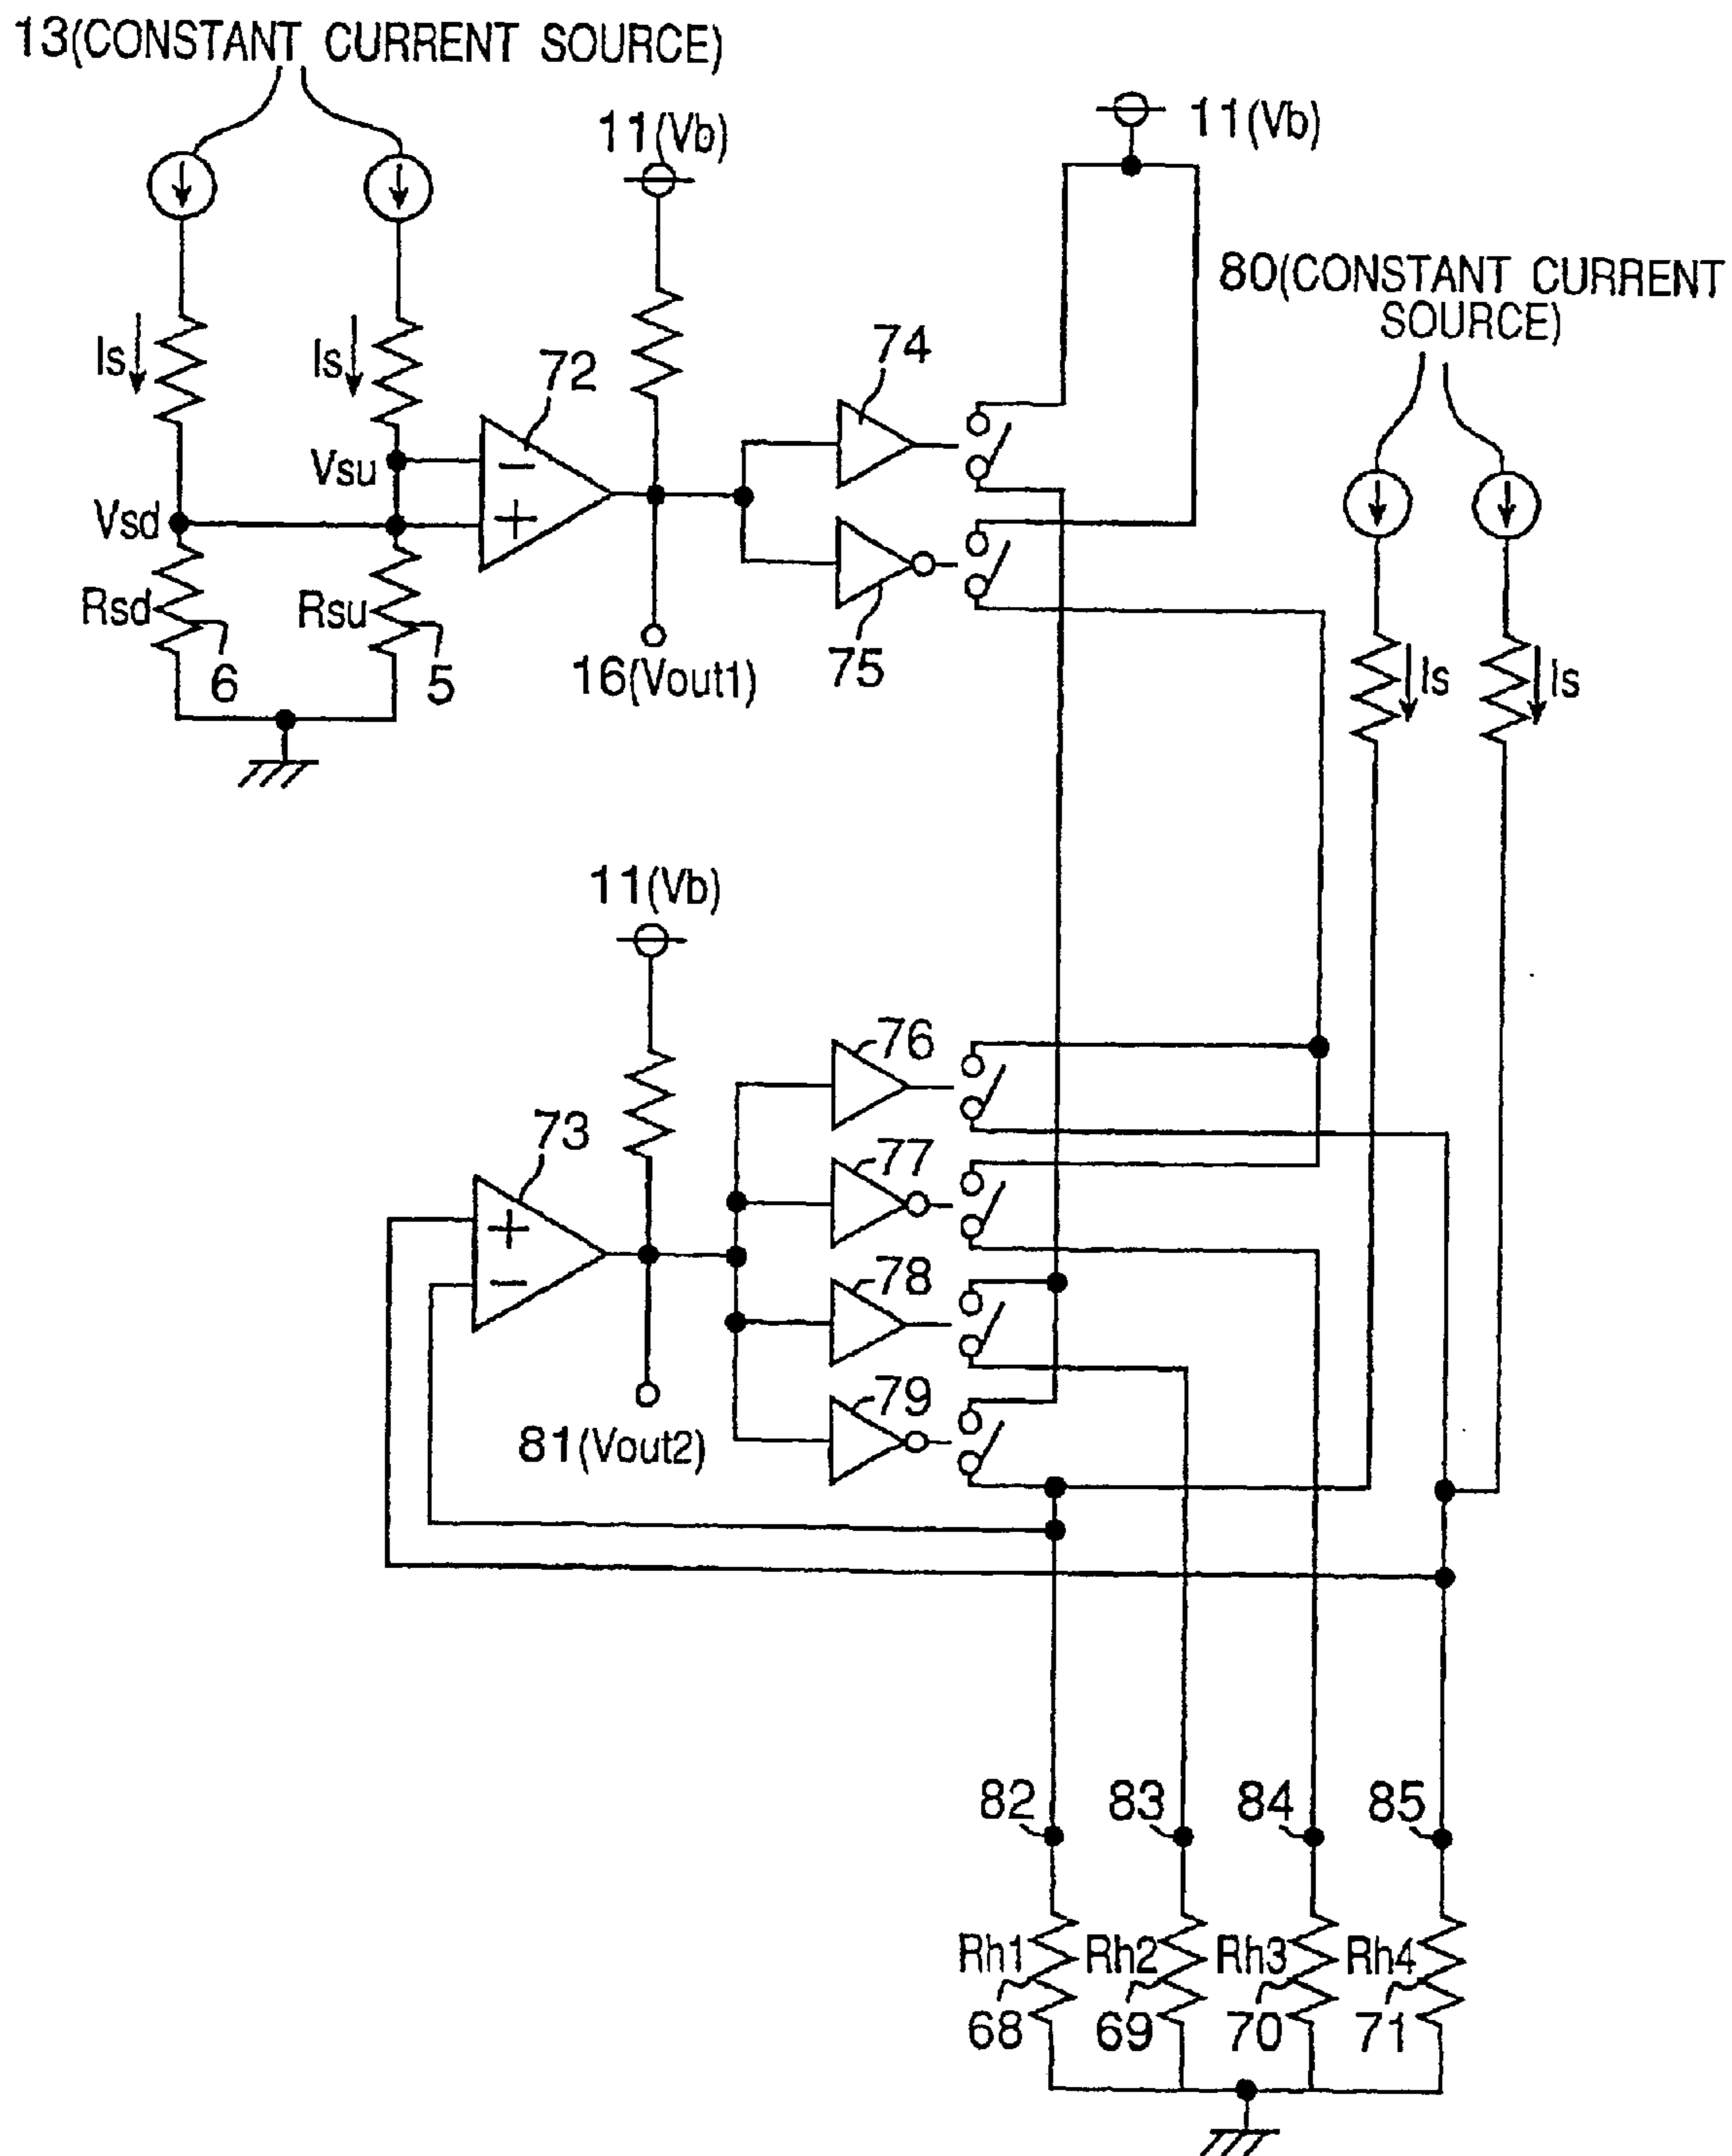 13(CONSTANT CURRENT SOURCE)
11(Vb)
11(Vb)
80(CONSTANT CURRENT
SOURCE)
Is
Is
72
74
Vsu
−
Vsd
+
Rsd
Rsu
6
5
16(Vout1)
75
Is
Is
11(Vb)
76
73
77
+
−
78
79
81(Vout2)
82
83
84
85
Rh1
Rh2
Rh3
Rh4
68
69
70
71